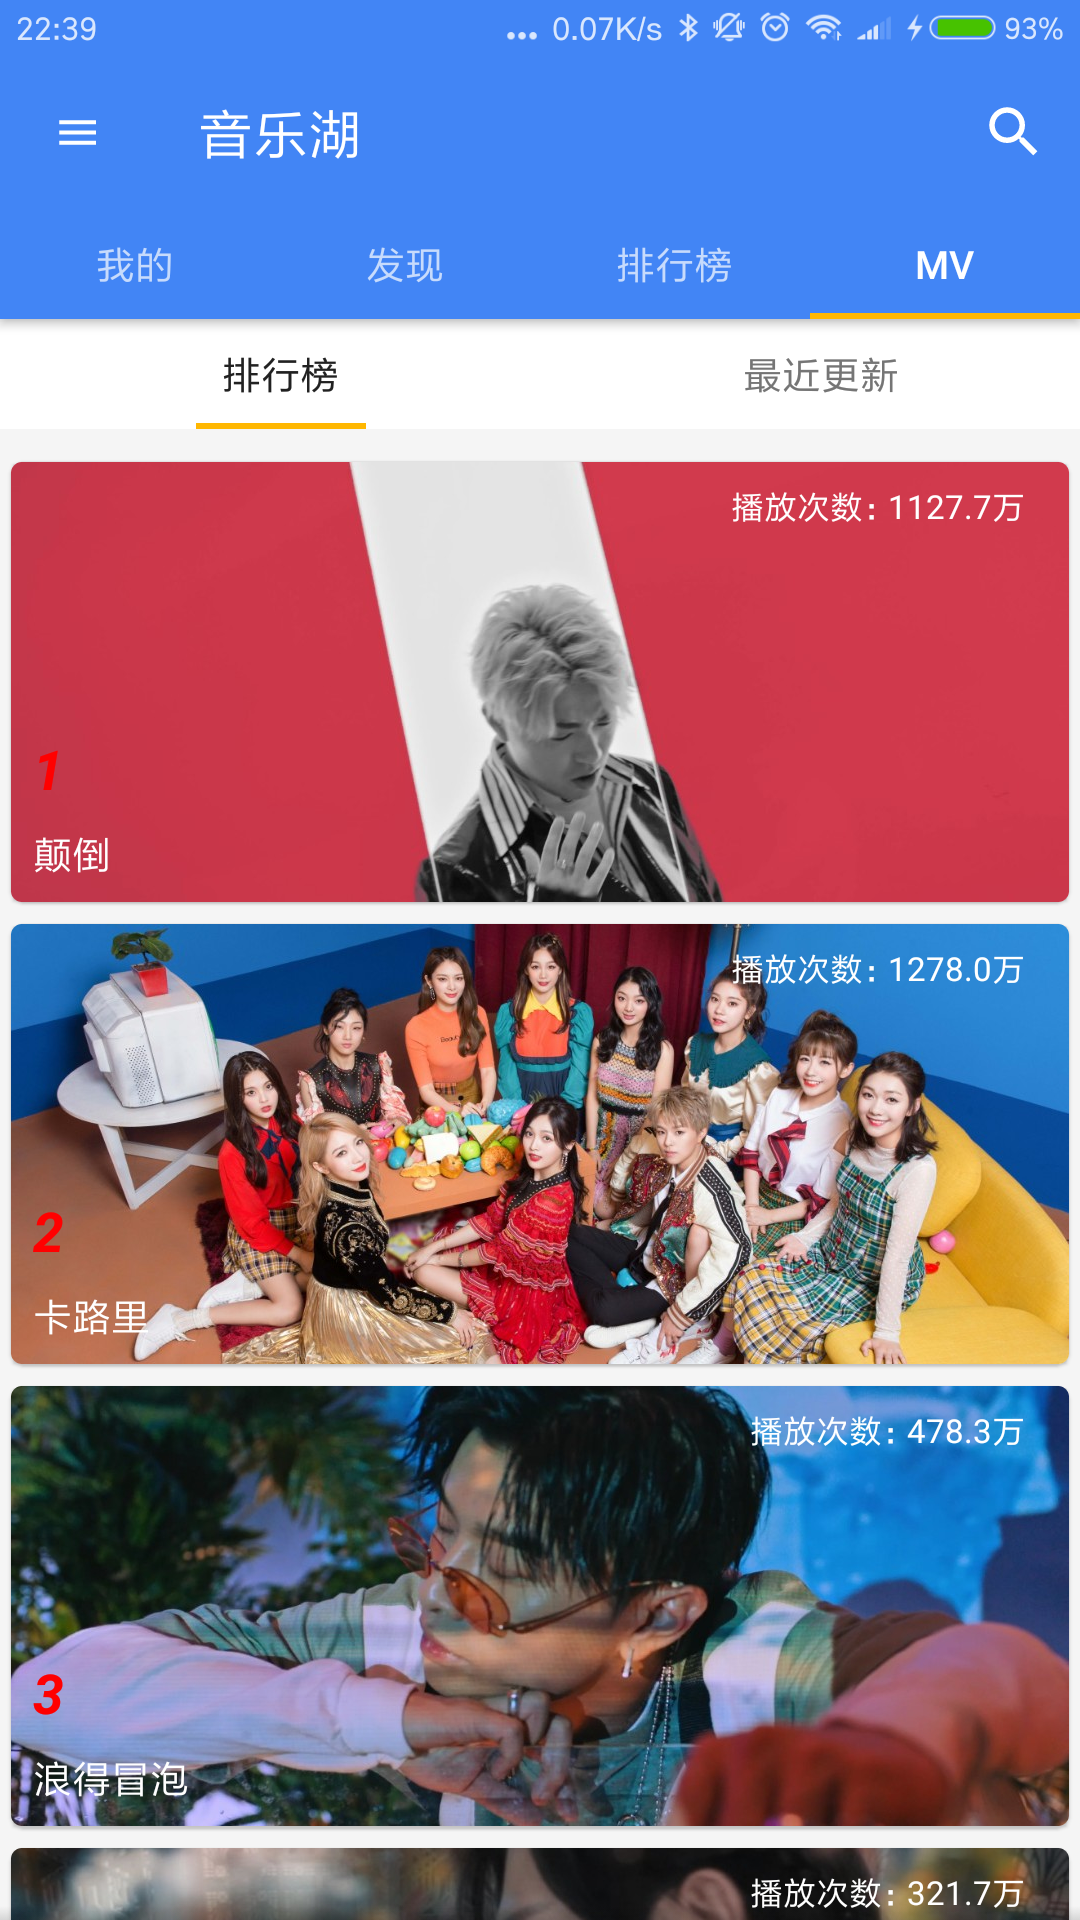 22:39 ... 0.07K/s 93%
音乐湖
我的 发现 排行榜 MV
排行榜 最近更新
播放次数: 1127.7万
1
颠倒
播放次数: 1278.0万
2
卡路里
播放次数: 478.3万
3
浪得冒泡
播放次数: 321.7万